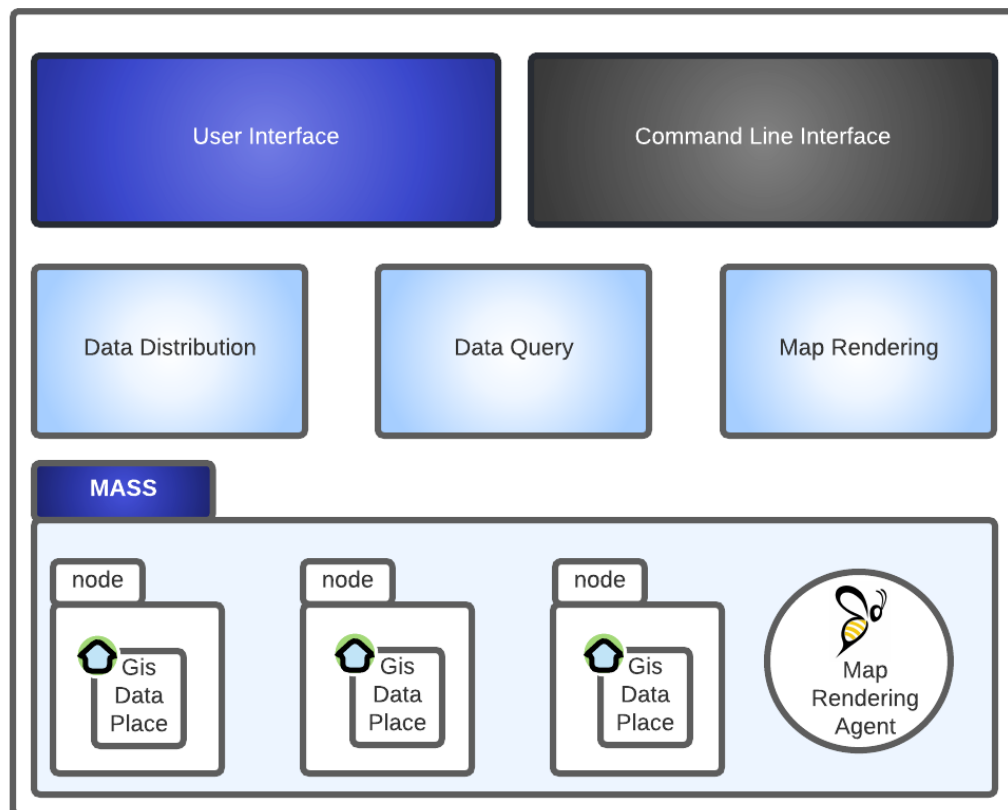 User Interface
Command Line Interface
Data Distribution
Data Query
Map Rendering
MASS
node
Gis
Data
Place
node
Gis
Data
Place
node
Gis
Data
Place
Map
Rendering
Agent